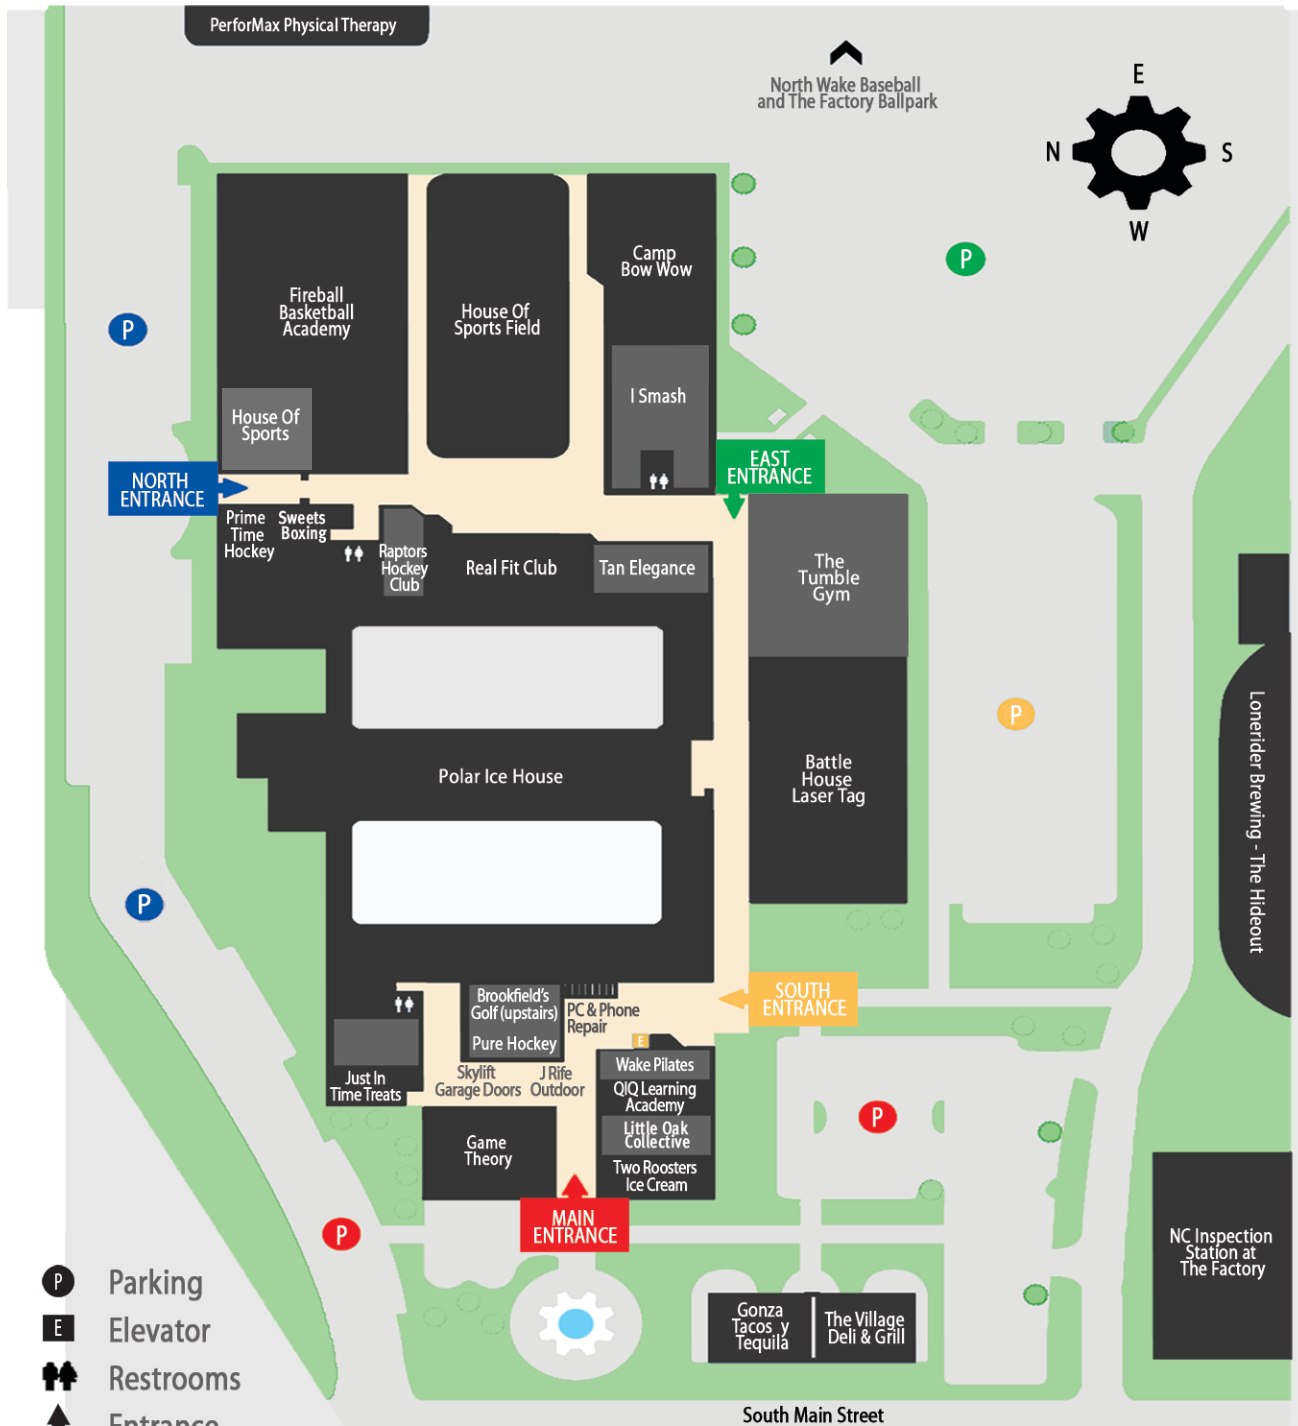 PerforMax Physical Therapy
North Wake Baseball
and The Factory Ballpark
E
N
S
W
P
P
Camp
Bow Wow
Fireball
Basketball
Academy
House Of
Sports Field
I Smash
House Of
Sports
NORTH
ENTRANCE
EAST
ENTRANCE
Prime
Time
Hockey
Sweets
Boxing
Raptors
Hockey
Club
Real Fit Club
Tan Elegance
The
Tumble
Gym
P
Polar Ice House
Battle
House
Laser Tag
Lonerider Brewing - The Hideout
P
Brookfield's
Golf (upstairs)
Pure Hockey
PC & Phone
Repair
SOUTH
ENTRANCE
E
Just In
Time Treats
Skylift
Garage Doors
J Rife
Outdoor
Wake Pilates
QIQ Learning
Academy
Little Oak
Collective
Two Roosters
Ice Cream
P
Game
Theory
MAIN
ENTRANCE
P
NC Inspection
Station at
The Factory
P Parking
E Elevator
Restrooms
Entrance
Gonza
Tacos y
Tequila
The Village
Deli & Grill
South Main Street